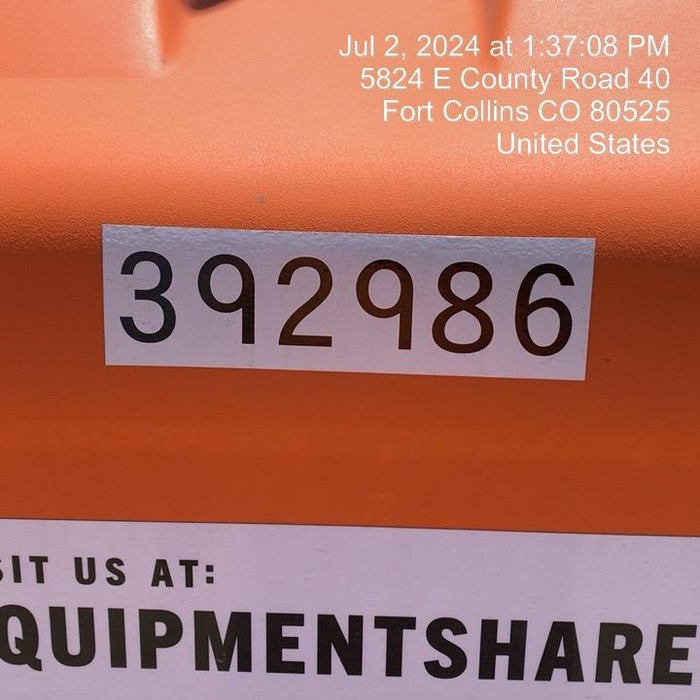 Jul 2, 2024 at 1:37:08 PM
5824 E County Road 40
Fort Collins CO 80525
United States
392986
SIT US AT:
QUIPMENTSHARE